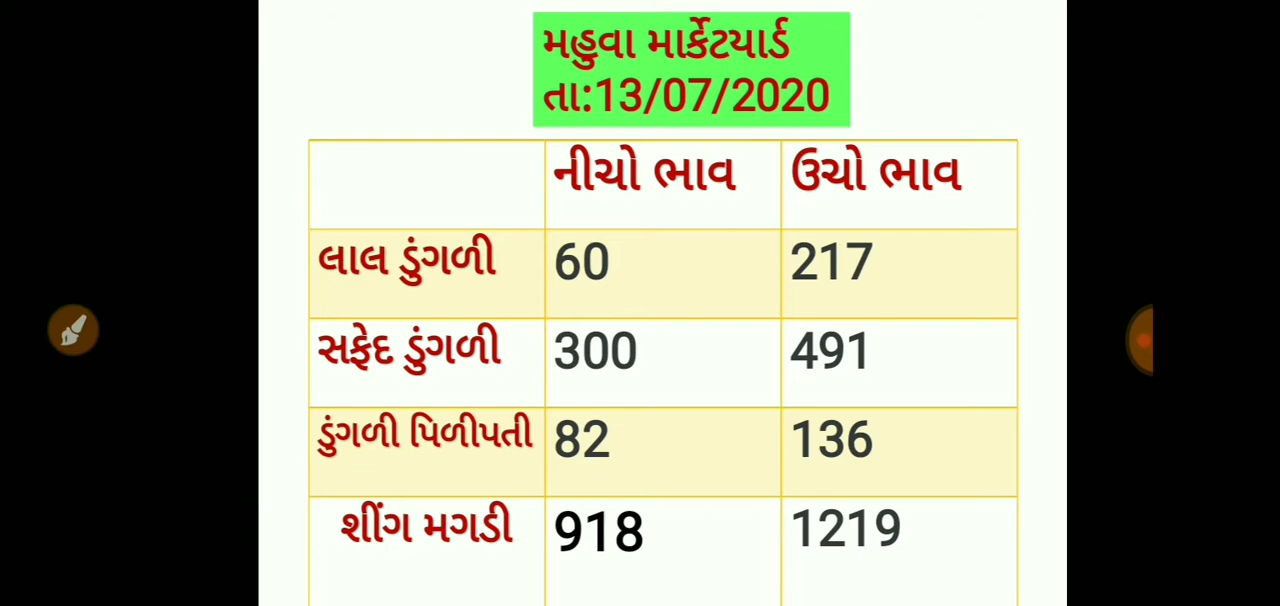 મહુવા માર્કેટયાર્ડ
તા:13/07/2020
નીચો ભાવ ઉચો ભાવ
લાલ ડુંગળી 60 217
સફેદ ડુંગળી 300 491
ડુંગળી પિળીપતી 82 136
શીંગ મગડી 918 1219